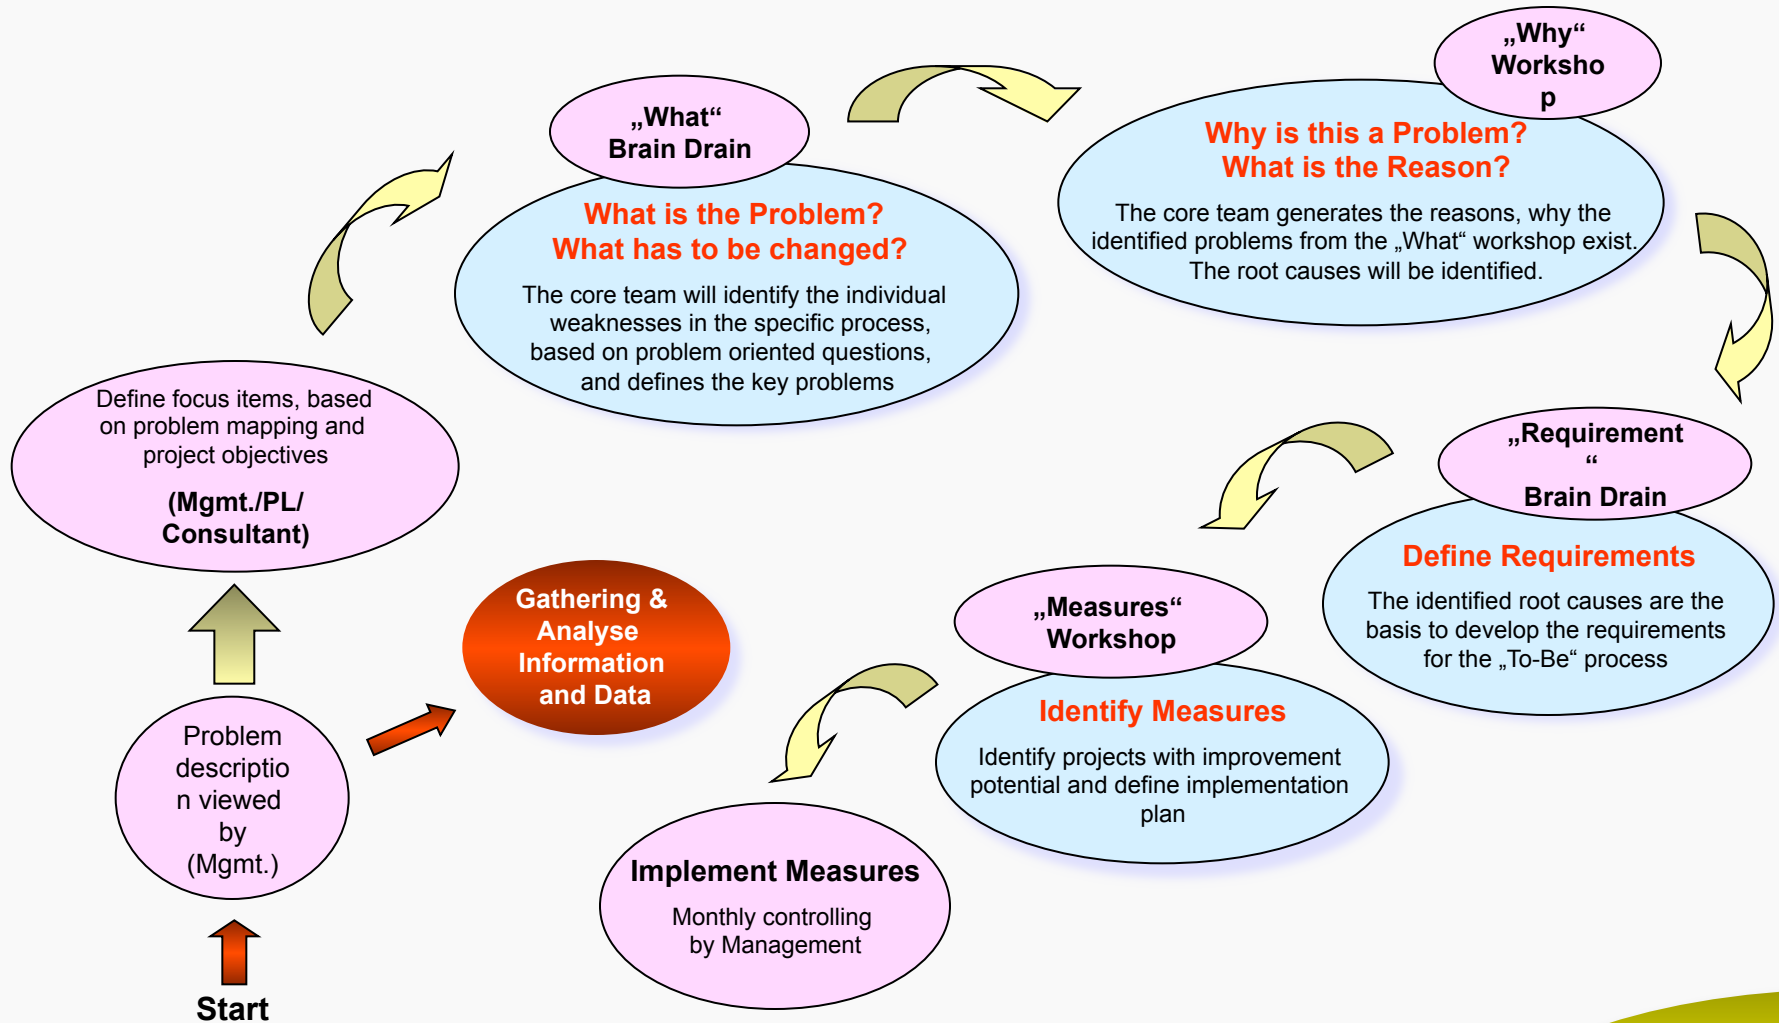 „Why“
Worksho
p
Why is this a Problem?
What is the Reason?
The core team generates the reasons, why the
identified problems from the „What“ workshop exist.
The root causes will be identified.
„What“
Brain Drain
What is the Problem?
What has to be changed?
The core team will identify the individual
weaknesses in the specific process,
based on problem oriented questions,
and defines the key problems
Define focus items, based
on problem mapping and
project objectives
(Mgmt./PL/
Consultant)
„Requirement
“
Brain Drain
Define Requirements
The identified root causes are the
basis to develop the requirements
for the „To-Be“ process
Gathering &
Analyse
Information
and Data
„Measures“
Workshop
Identify Measures
Identify projects with improvement
potential and define implementation
plan
Problem
descriptio
n viewed
by
(Mgmt.)
Implement Measures
Monthly controlling
by Management
Start